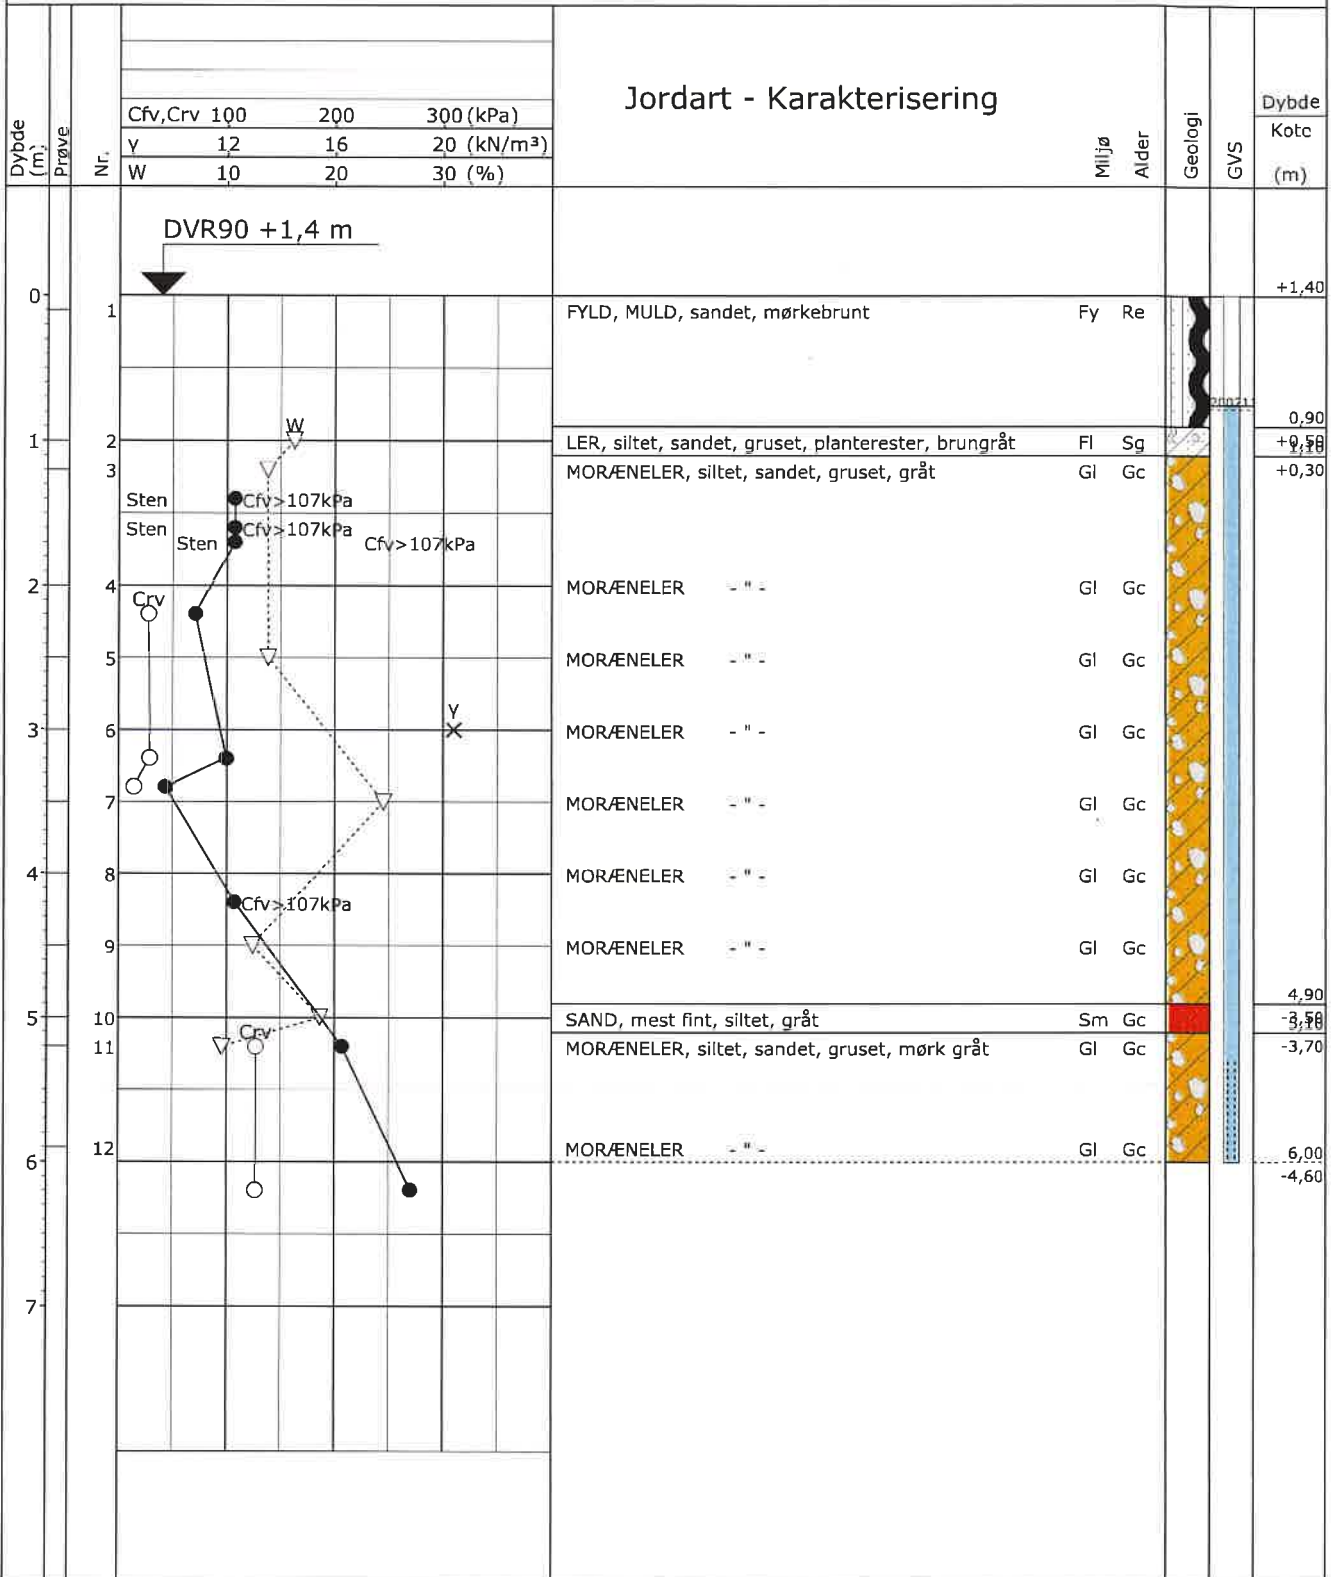 Jordart - Karakterisering
Dybde (m)
Prøve
Nr.
Cfv,Crv 100 200 300 (kPa)
γ 12 16 20 (kN/m³)
W 10 20 30 (%)
Miljø
Alder
Geologi
GVS
Dybde
Kote
(m)
DVR90 +1,4 m
+1,40
0
1 FYLD, MULD, sandet, mørkebrunt Fy Re
0,90
W
1 2 LER, siltet, sandet, gruset, planterester, brungråt Fl Sg +0,50
1,10
3 MORÆNELER, siltet, sandet, gruset, gråt Gl Gc +0,30
Sten Cfv>107kPa
Sten Cfv>107kPa
Sten Cfv>107kPa
2 4 MORÆNELER - " - Gl Gc
Crv
5 MORÆNELER - " - Gl Gc
γ
3 6 MORÆNELER - " - Gl Gc
7 MORÆNELER - " - Gl Gc
4 8 MORÆNELER - " - Gl Gc
Cfv>107kPa
9 MORÆNELER - " - Gl Gc
4,90
5 10 SAND, mest fint, siltet, gråt Sm Gc -3,50
5,10
Crv
11 MORÆNELER, siltet, sandet, gruset, mørk gråt Gl Gc -3,70
12 MORÆNELER - " - Gl Gc
6 6,00
-4,60
7